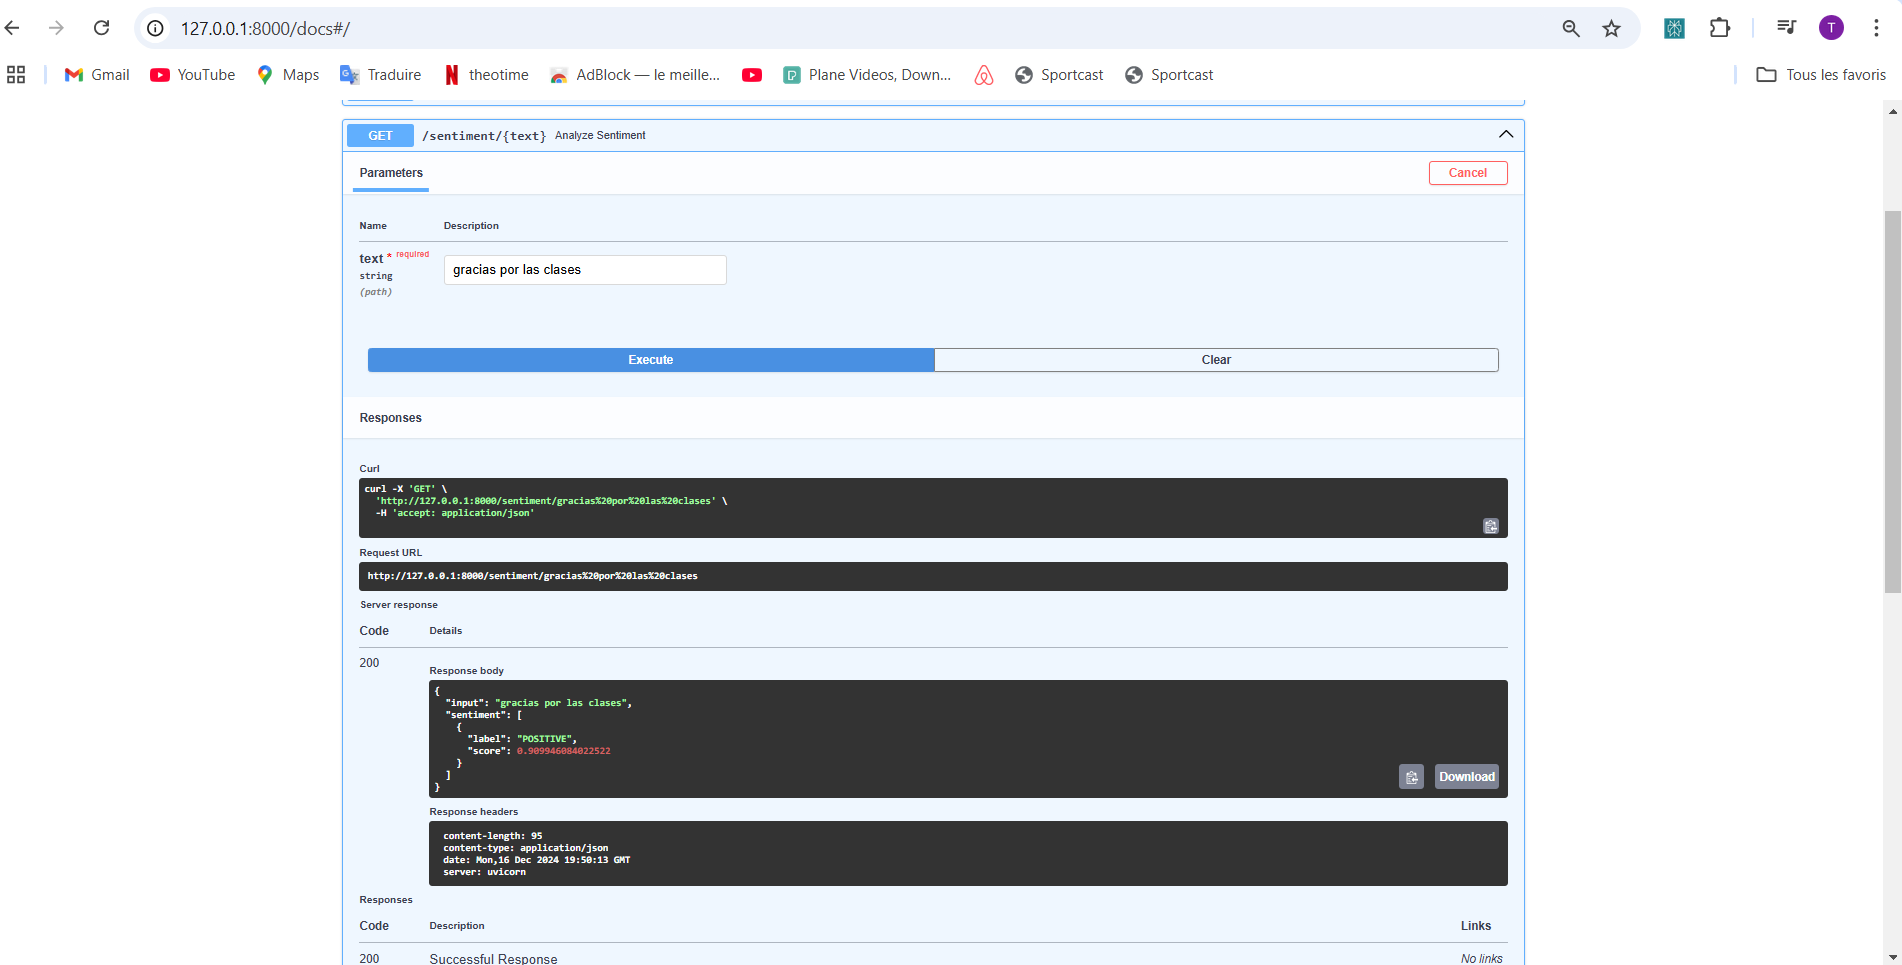 127.0.0.1:8000/docs#/
T
Gmail YouTube Maps Traduire theotime AdBlock — le meille... Plane Videos, Down... Sportcast Sportcast Tous les favoris
GET /sentiment/{text} Analyze Sentiment
Parameters Cancel
Name Description
text * required
string
(path)
gracias por las clases
Execute Clear
Responses
Curl
curl -X 'GET' \
'http://127.0.0.1:8000/sentiment/gracias%20por%20las%20clases' \
-H 'accept: application/json'
Request URL
http://127.0.0.1:8000/sentiment/gracias%20por%20las%20clases
Server response
Code Details
200
Response body
{
"input": "gracias por las clases",
"sentiment": [
{
"label": "POSITIVE",
"score": 0.909946084022522
}
]
}
Download
Response headers
content-length: 95
content-type: application/json
date: Mon,16 Dec 2024 19:50:13 GMT
server: uvicorn
Responses
Code Description Links
200 Successful Response No links